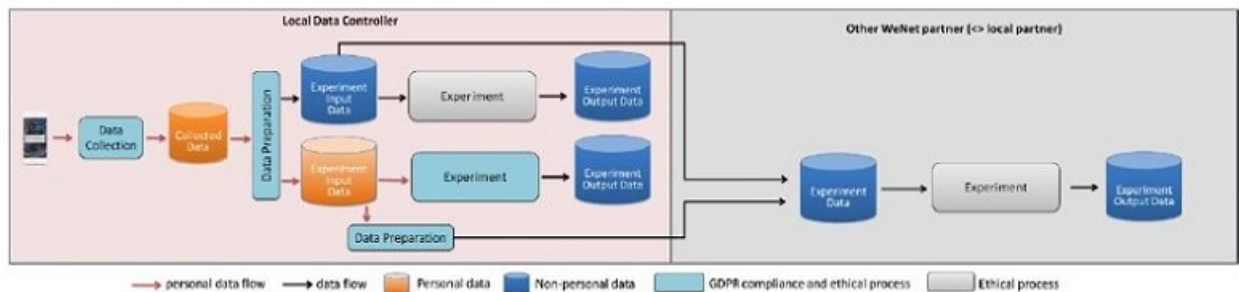 Local Data Controller
Other WeNet partner (<> local partner)
Data
Collection
Collected
Data
Data Preparation
Experiment
Input
Data
Experiment
Experiment
Output Data
Experiment
Input
Data
Experiment
Experiment
Output Data
Data Preparation
Experiment
Data
Experiment
Experiment
Output Data
personal data flow
data flow
Personal data
Non-personal data
GDPR compliance and ethical process
Ethical process